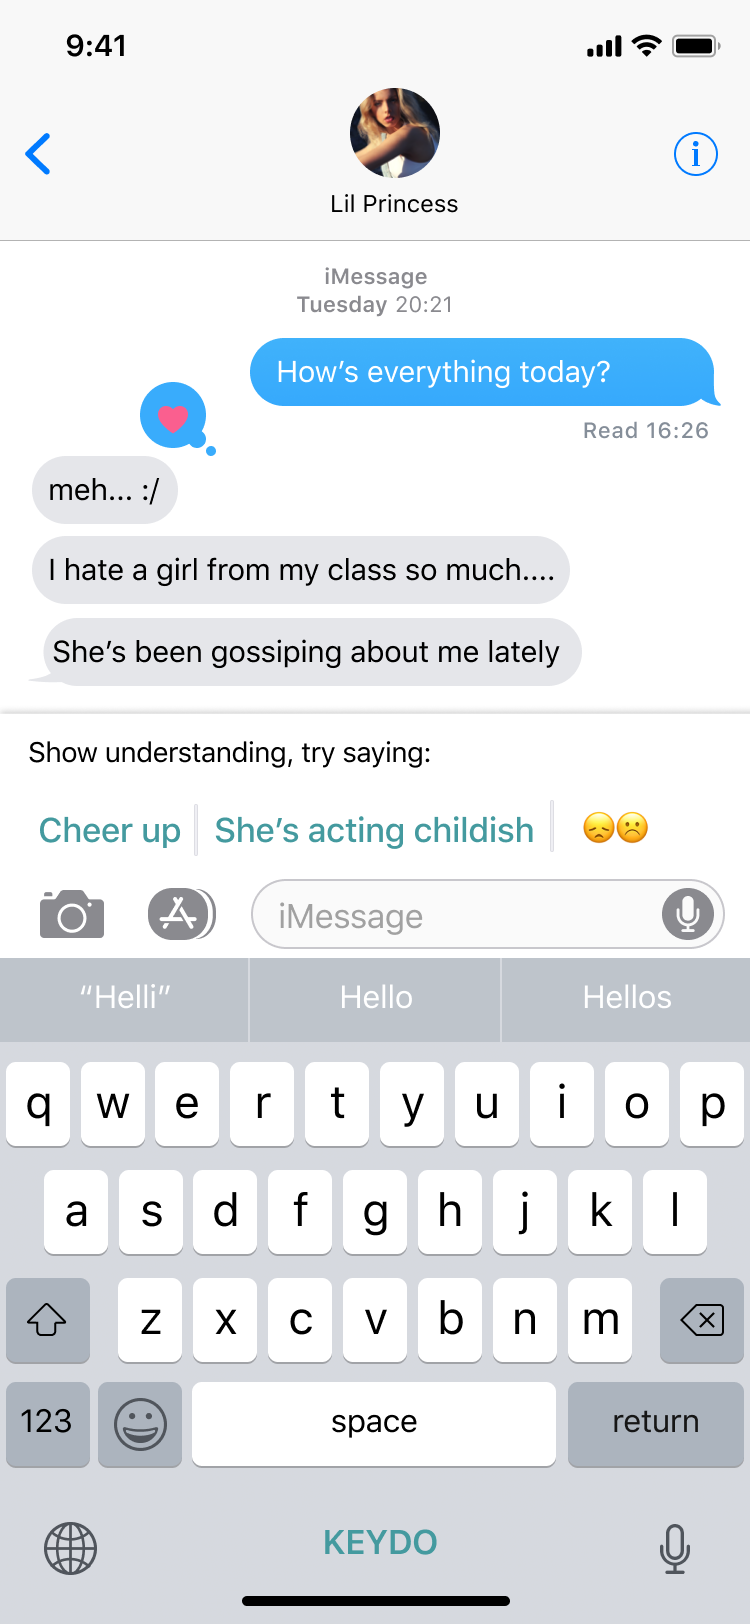 9:41
Lil Princess
iMessage
Tuesday 20:21
How’s everything today?
Read 16:26
meh... :/
I hate a girl from my class so much....
She’s been gossiping about me lately
Show understanding, try saying:
Cheer up She’s acting childish 😞☹️
iMessage
“Helli” Hello Hellos
q w e r t y u i o p
a s d f g h j k l
z x c v b n m
123 space return
KEYDO